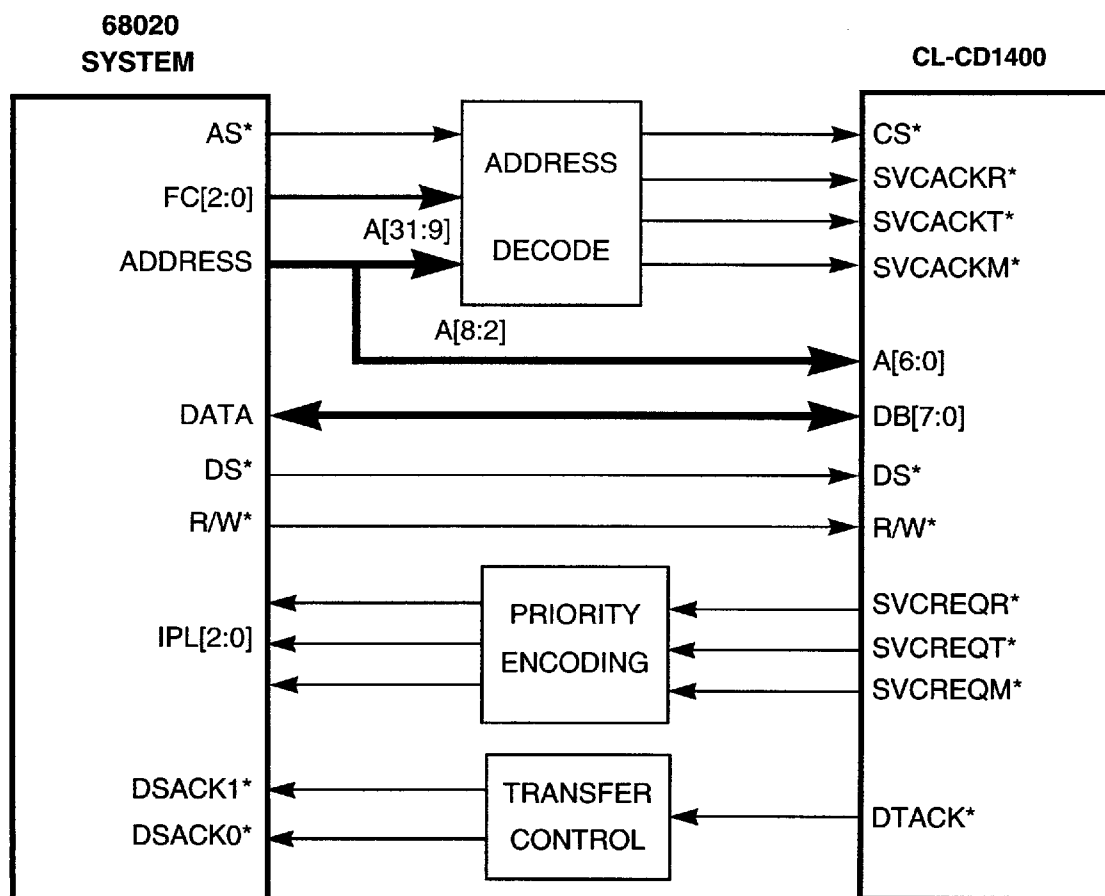 68020
SYSTEM
CL-CD1400
AS*
FC[2:0]
ADDRESS
A[31:9]
ADDRESS
DECODE
CS*
SVCACKR*
SVCACKT*
SVCACKM*
A[8:2]
A[6:0]
DATA
DB[7:0]
DS*
DS*
R/W*
R/W*
IPL[2:0]
PRIORITY
ENCODING
SVCREQR*
SVCREQT*
SVCREQM*
DSACK1*
DSACK0*
TRANSFER
CONTROL
DTACK*